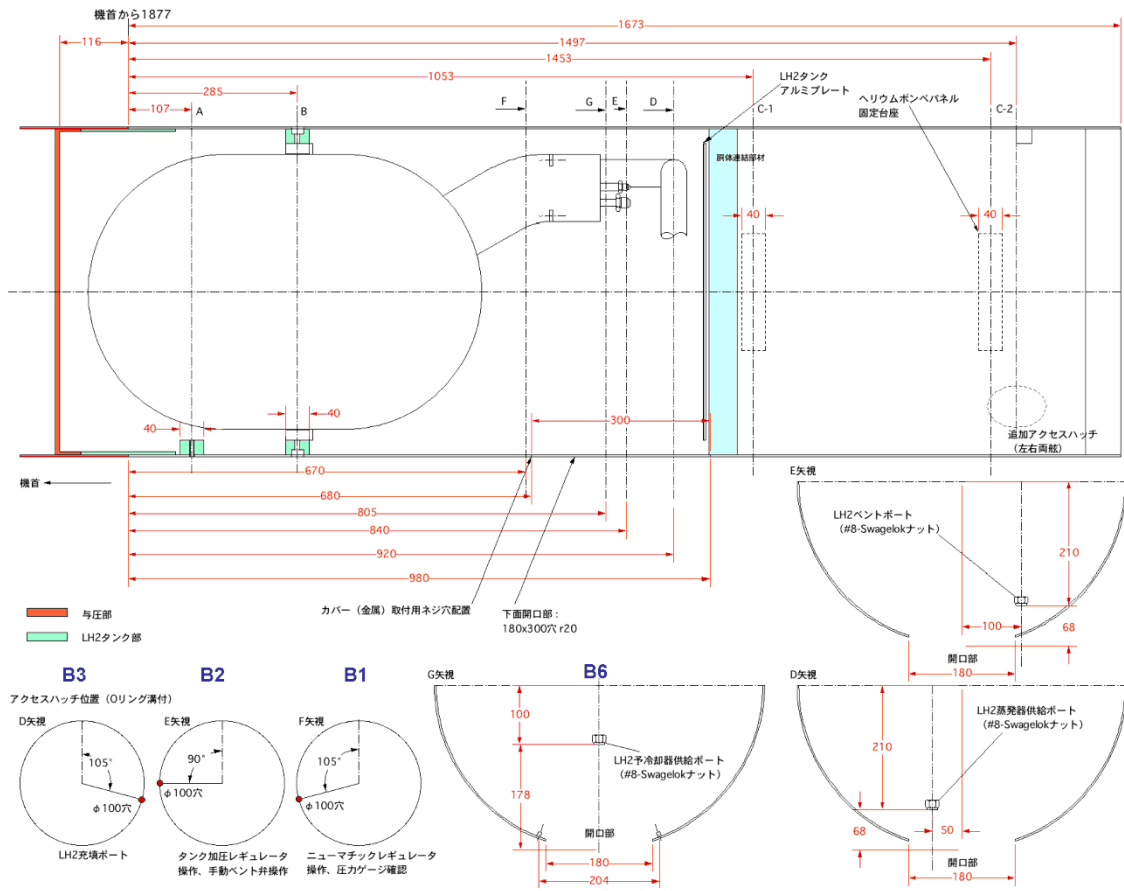 機首から1877
1673
116
1497
1453
1053
LH2タンク
アルミプレート
285
F
G
E
D
ヘリウムボンベパネル
固定台座
107
A
B
C-1
C-2
胴体連結部材
40
40
40
40
300
追加アクセスハッチ
（左右両舷）
670
機首
680
805
840
920
980
カバー（金属）取付用ネジ穴配置
下面開口部：
180x300穴 r20
与圧部
LH2タンク部
E矢視
LH2ベントポート
（#8-Swagelokナット）
210
100
68
開口部
180
B3
B2
B1
B6
アクセスハッチ位置（Oリング溝付）
D矢視
105°
φ100穴
LH2充填ポート
E矢視
90°
φ100穴
タンク加圧レギュレータ
操作、手動ベント弁操作
F矢視
105°
φ100穴
ニューマチックレギュレータ
操作、圧力ゲージ確認
G矢視
100
LH2予冷却器供給ポート
（#8-Swagelokナット）
178
開口部
180
204
D矢視
LH2蒸発器供給ポート
（#8-Swagelokナット）
210
50
68
開口部
180